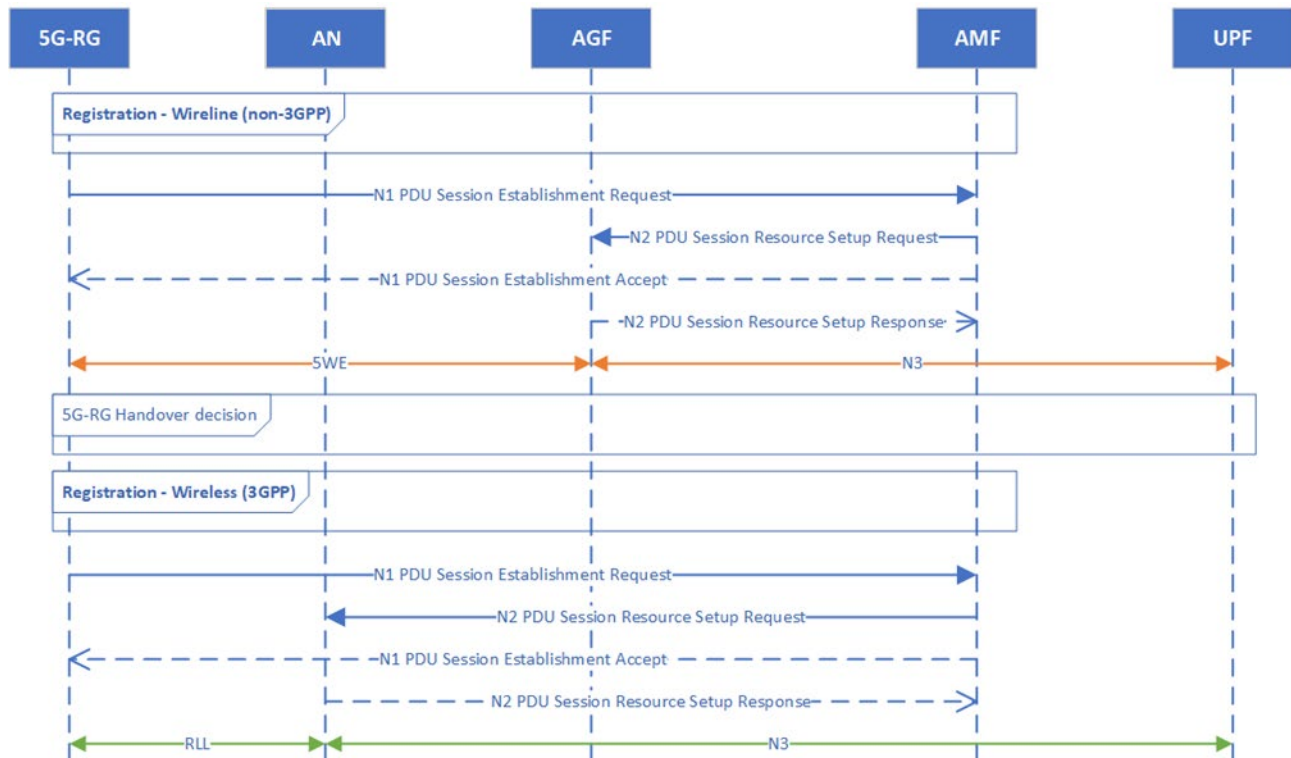 5G-RG
AN
AGF
AMF
UPF
Registration - Wireline (non-3GPP)
N1 PDU Session Establishment Request
N2 PDU Session Resource Setup Request
N1 PDU Session Establishment Accept
N2 PDU Session Resource Setup Response
5WE
N3
5G-RG Handover decision
Registration - Wireless (3GPP)
N1 PDU Session Establishment Request
N2 PDU Session Resource Setup Request
N1 PDU Session Establishment Accept
N2 PDU Session Resource Setup Response
RLL
N3